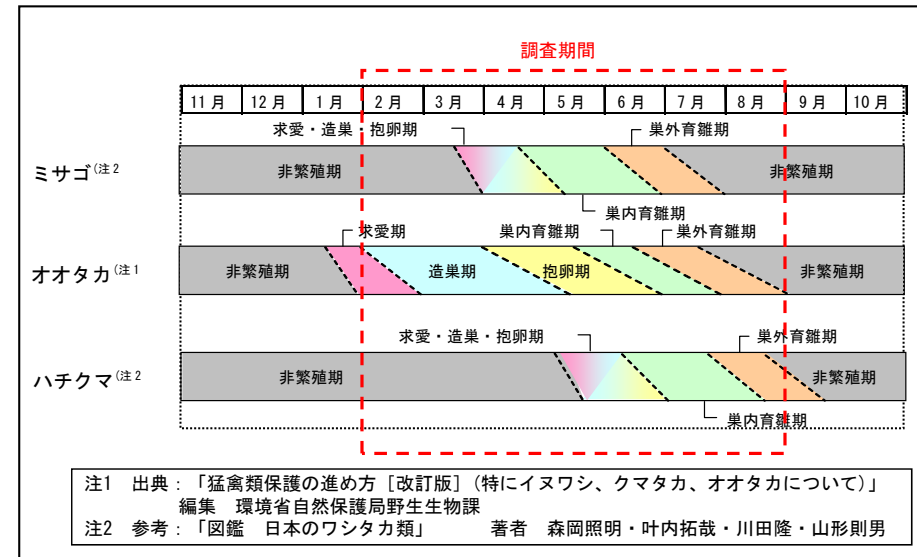 調査期間
11月 12月 1月 2月 3月 4月 5月 6月 7月 8月 9月 10月
求愛・造巣・抱卵期 巣外育雛期
ミサゴ(注2 非繁殖期 非繁殖期
巣内育雛期
求愛期 巣内育雛期 巣外育雛期
オオタカ(注1 非繁殖期 造巣期 抱卵期 非繁殖期
求愛・造巣・抱卵期 巣外育雛期
ハチクマ(注2 非繁殖期 非繁殖期
巣内育雛期
注1 出典:「猛禽類保護の進め方[改訂版](特にイヌワシ、クマタカ、オオタカについて)」
編集 環境省自然保護局野生生物課
注2 参考:「図鑑 日本のワシタカ類」 著者 森岡照明・叶内拓哉・川田隆・山形則男